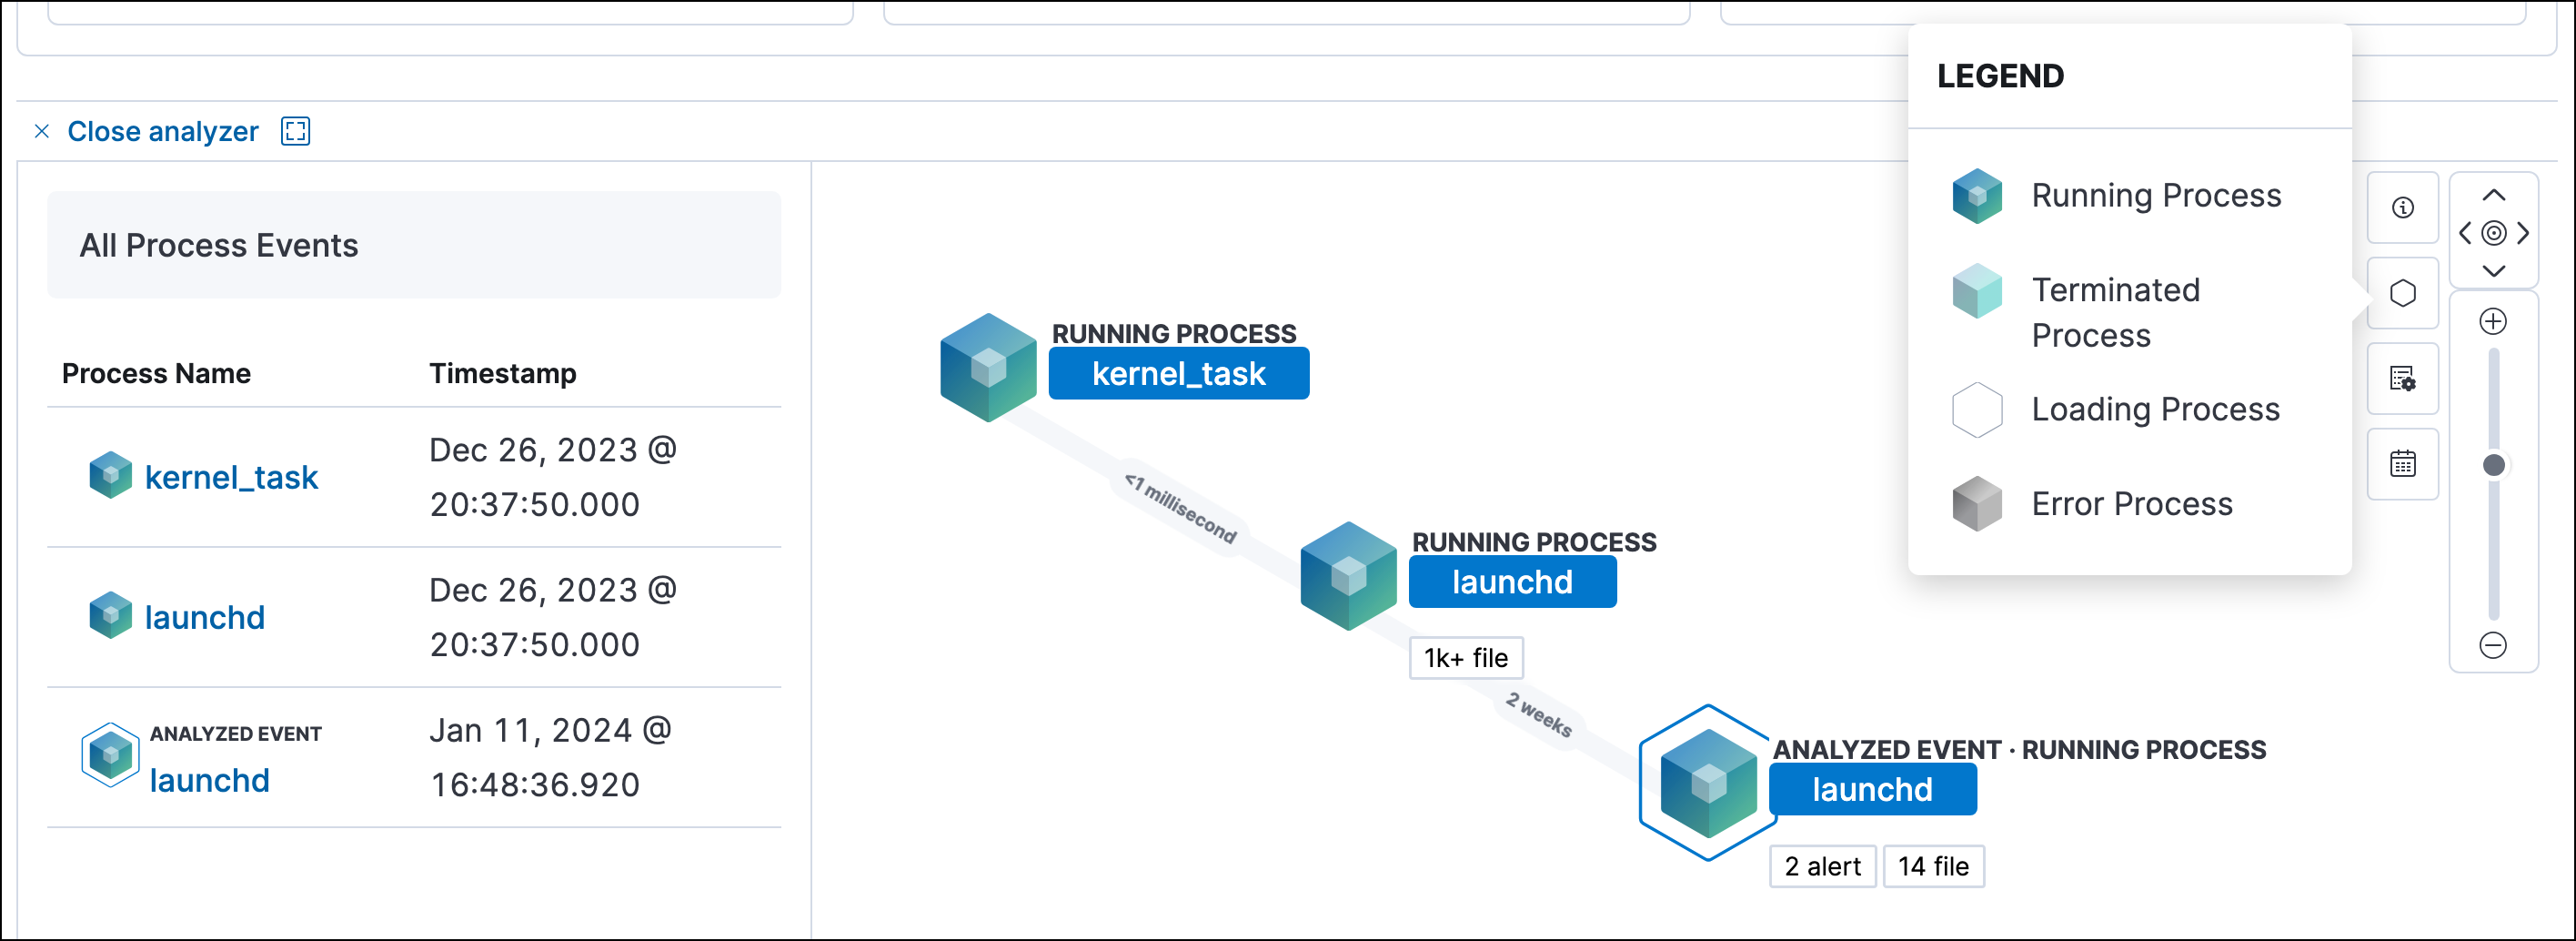 LEGEND
Close analyzer
All Process Events
Process Name Timestamp
kernel_task
Dec 26, 2023 @
20:37:50.000
launchd
Dec 26, 2023 @
20:37:50.000
ANALYZED EVENT
launchd
Jan 11, 2024 @
16:48:36.920
RUNNING PROCESS
kernel_task
<1 millisecond
RUNNING PROCESS
launchd
1k+ file
2 weeks
ANALYZED EVENT · RUNNING PROCESS
launchd
2 alert 14 file
Running Process
Terminated
Process
Loading Process
Error Process